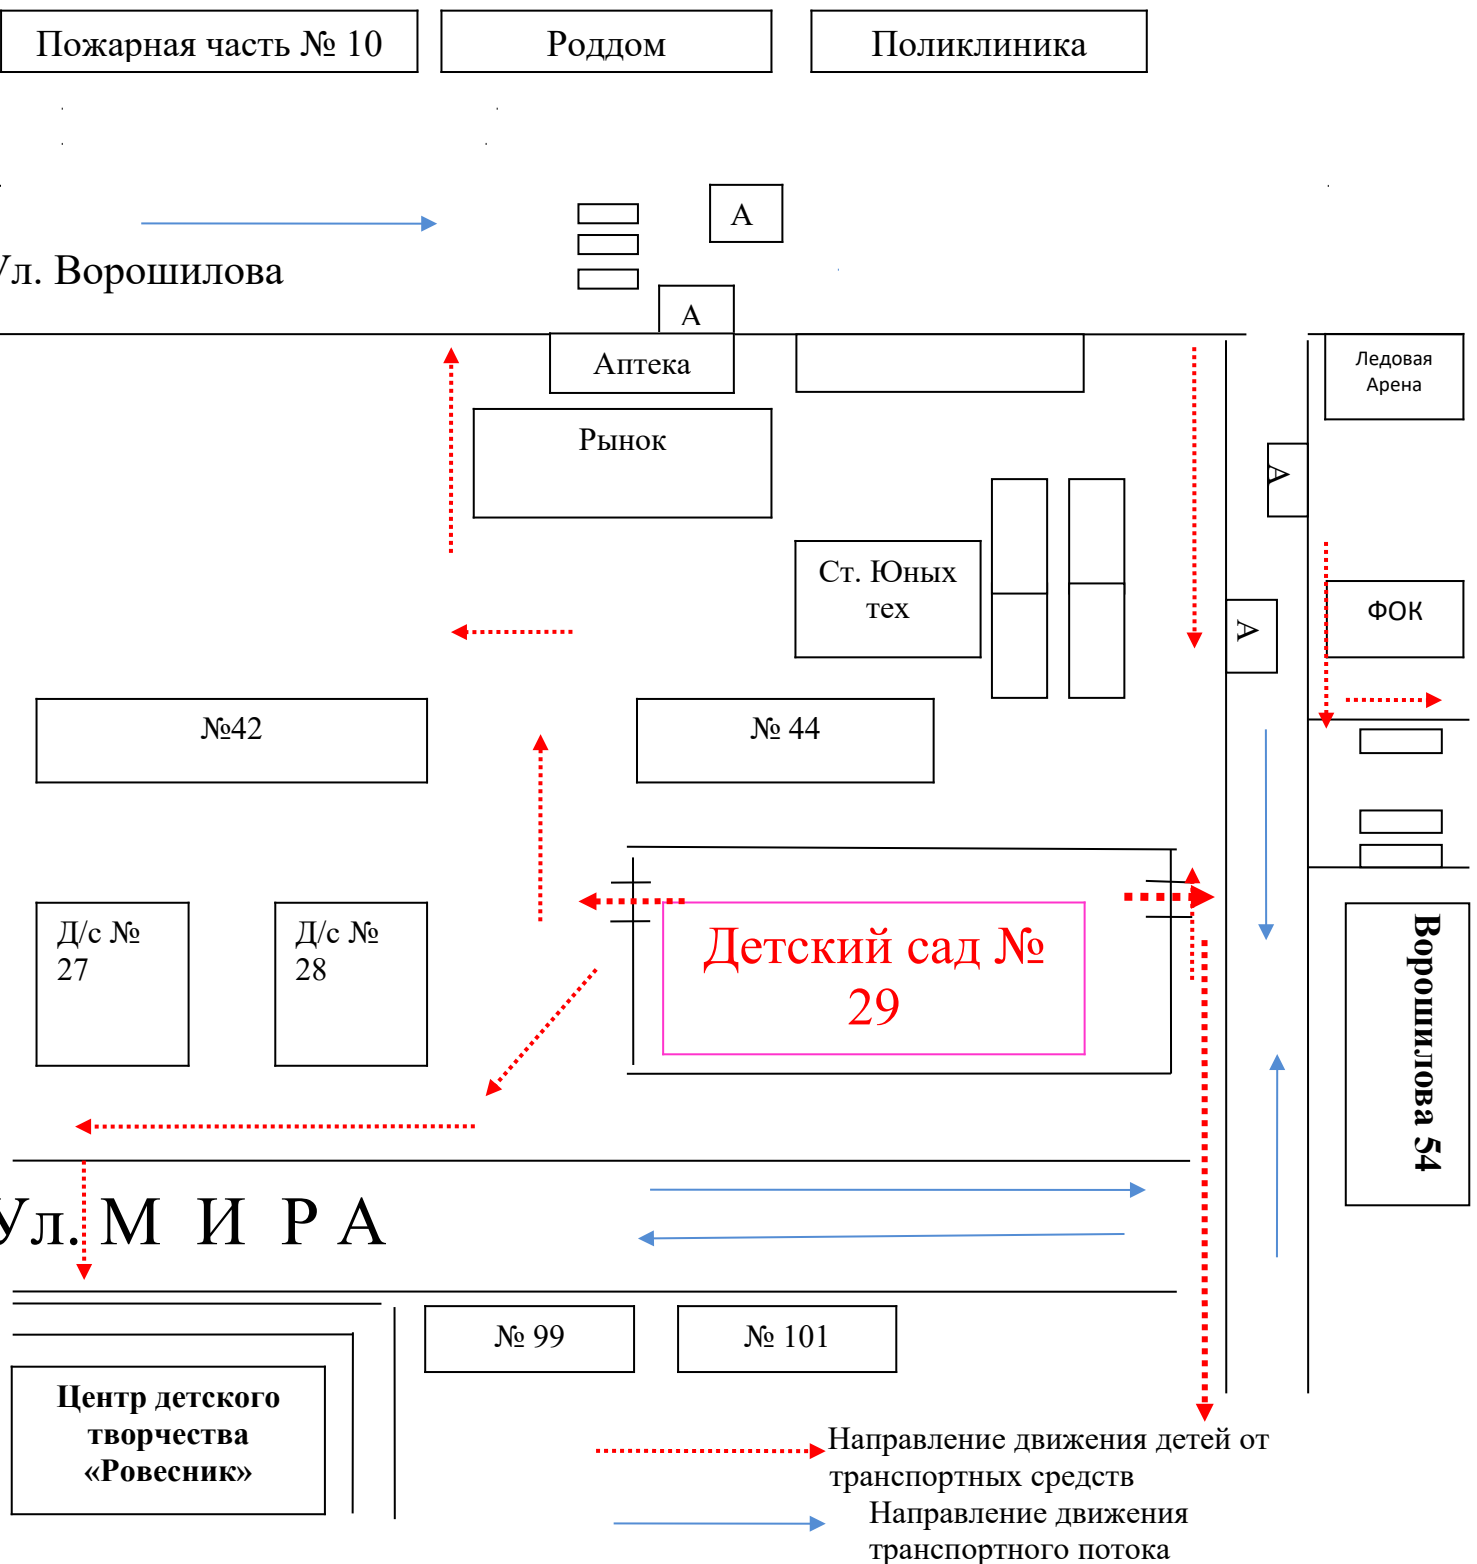 Пожарная часть № 10
Роддом
Поликлиника
А
Ул. Ворошилова
А
Аптека
Ледовая
Арена
Рынок
А
Ст. Юных
тех
ФОК
А
№42
№ 44
Д/с №
27
Д/с №
28
Детский сад №
29
Ворошилова 54
Ул. М И Р А
№ 99
№ 101
Центр детского
творчества
«Ровесник»
Направление движения детей от
транспортных средств
Направление движения
транспортного потока